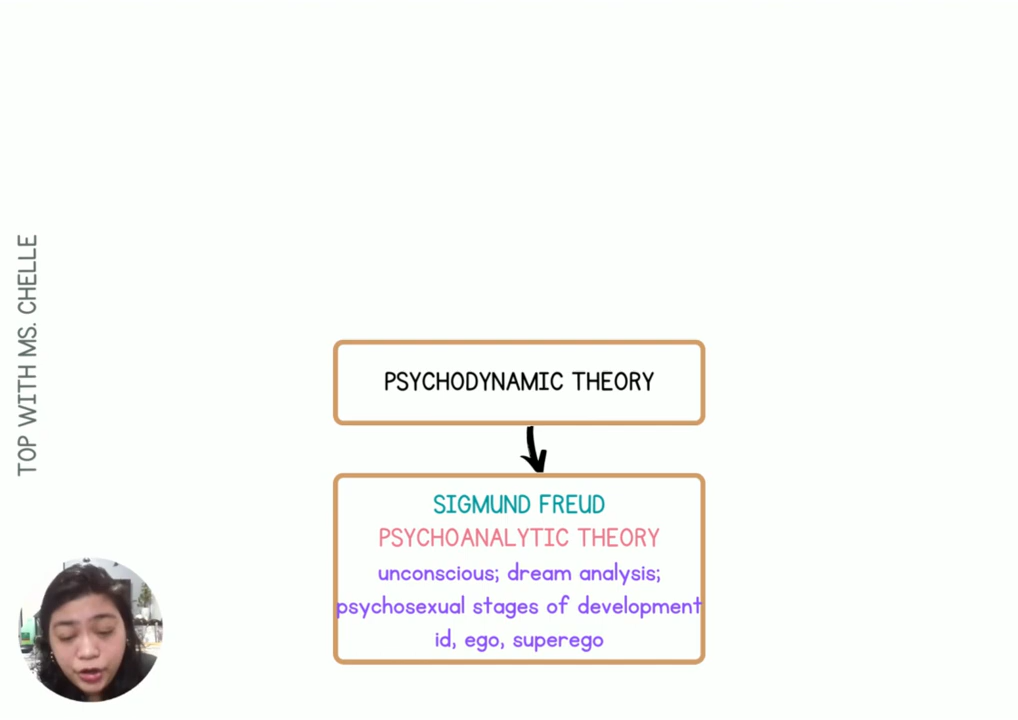 TOP WITH MS. CHELLE
PSYCHODYNAMIC THEORY
SIGMUND FREUD
PSYCHOANALYTIC THEORY
unconscious; dream analysis;
psychosexual stages of development
id, ego, superego